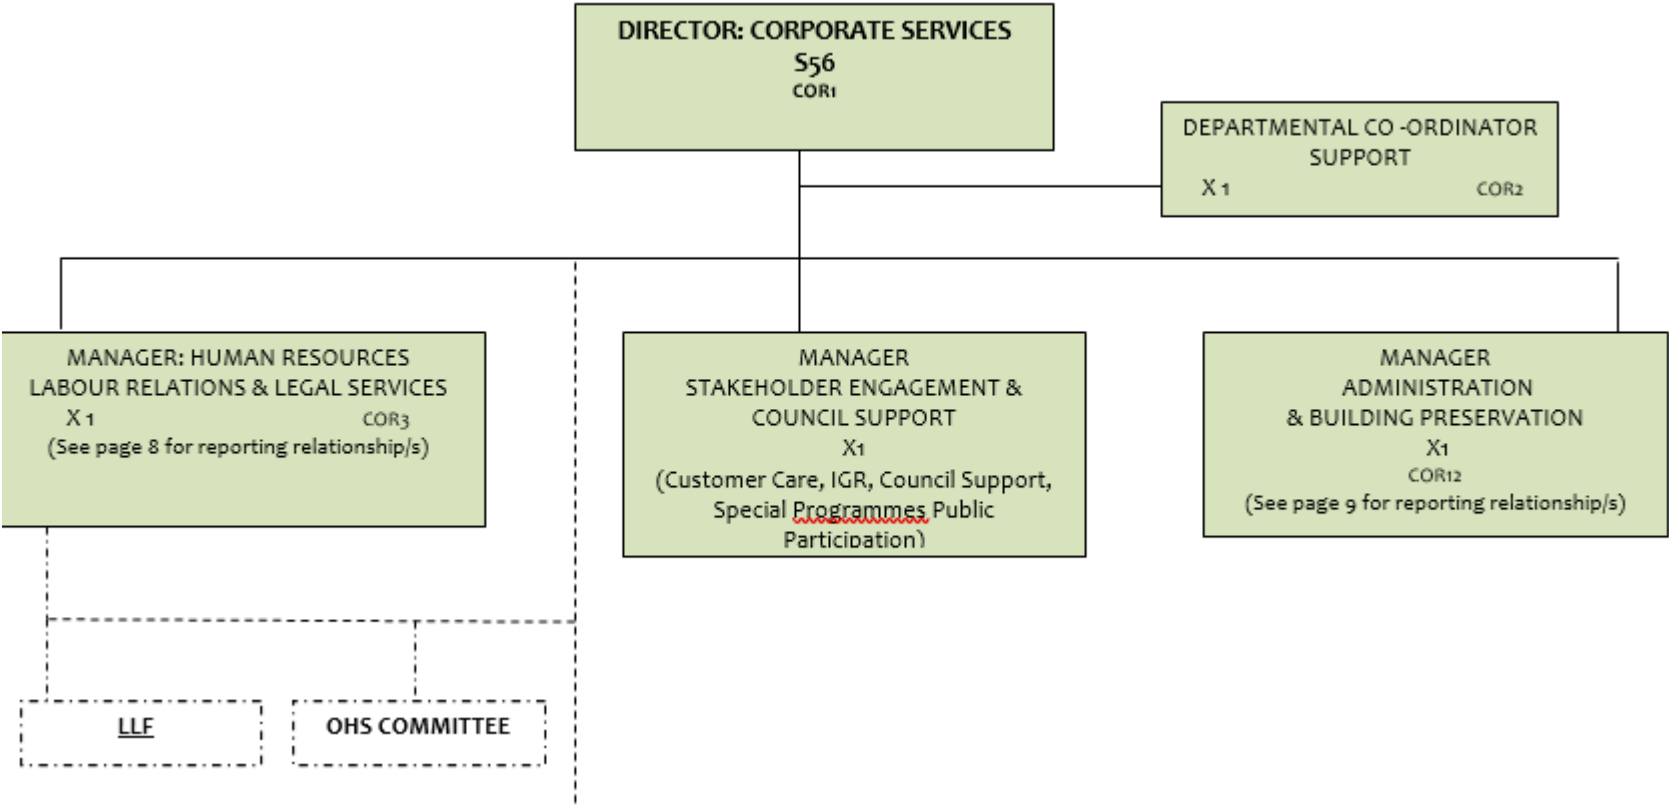 DIRECTOR: CORPORATE SERVICES
S56
COR1
DEPARTMENTAL CO -ORDINATOR
SUPPORT
X 1 COR2
MANAGER: HUMAN RESOURCES
LABOUR RELATIONS & LEGAL SERVICES
X 1 COR3
(See page 8 for reporting relationship/s)
MANAGER
STAKEHOLDER ENGAGEMENT &
COUNCIL SUPPORT
X1
(Customer Care, IGR, Council Support,
Special Programmes Public
Participation)
MANAGER
ADMINISTRATION
& BUILDING PRESERVATION
X1
COR12
(See page 9 for reporting relationship/s)
LLF
OHS COMMITTEE